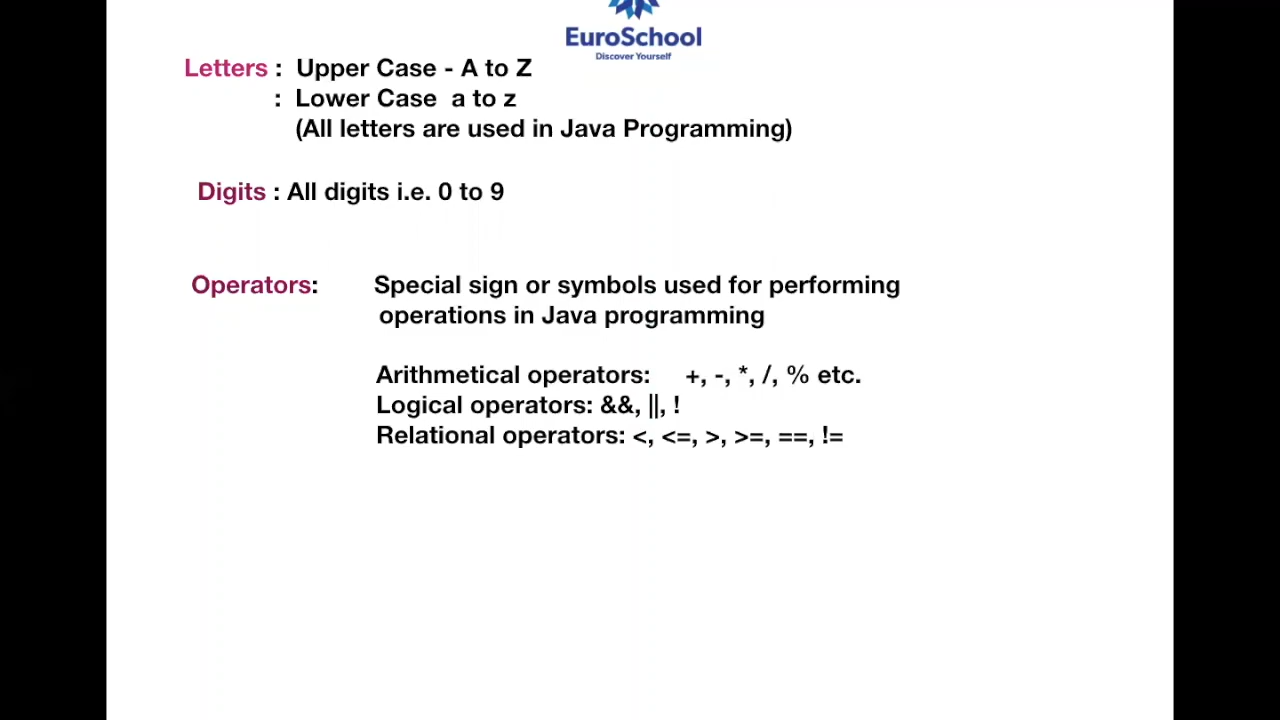 EuroSchool
Discover Yourself
Letters : Upper Case - A to Z
: Lower Case a to z
(All letters are used in Java Programming)
Digits : All digits i.e. 0 to 9
Operators: Special sign or symbols used for performing
operations in Java programming
Arithmetical operators: +, -, *, /, % etc.
Logical operators: &&, ||, !
Relational operators: <, <=, >, >=, ==, !=